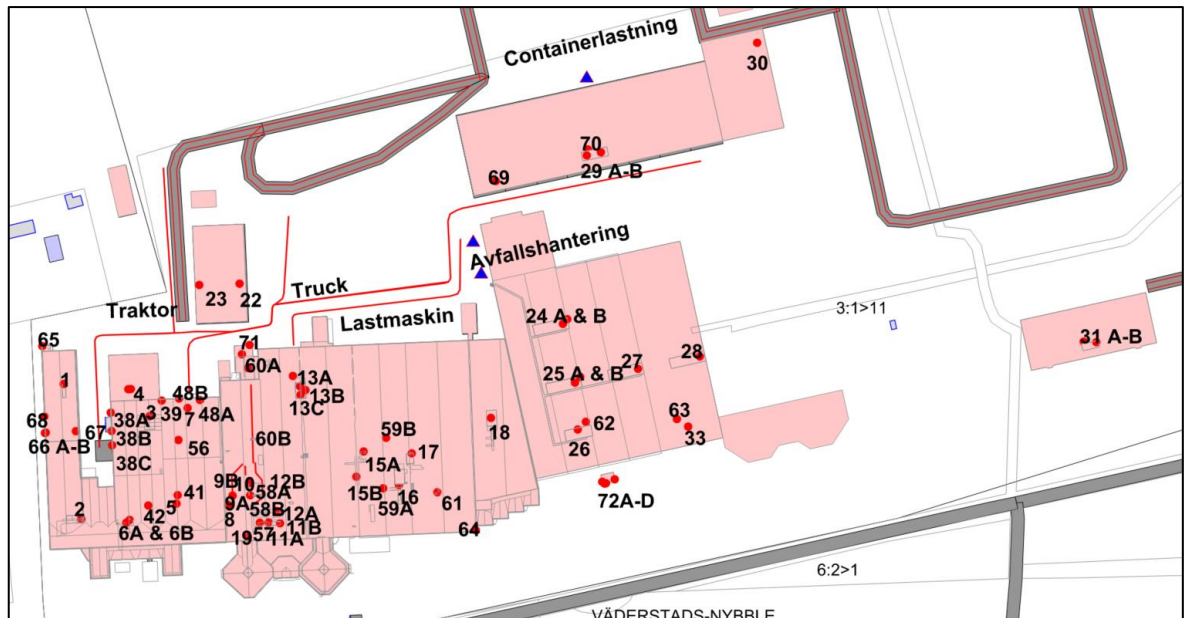 Containerlastning
30
70
29 A-B
69
Avfallshantering
23
22
Truck
Traktor
Lastmaskin
3:1>11
24 A & B
31 A-B
65
71
60A
28
27
25 A & B
1
4
13A
13B
13C
48B
3
39
7
48A
38A
68
66 A-B
67
38B
38C
56
60B
59B
15A
17
18
62
26
63
33
9B
10
12B
58A
9A
58B
41
5
42
2
6A & 6B
8
12A
11B
57
11A
19
15B
16
59A
61
64
72A-D
6:2>1
VÄDERSTADS-NYBBLE